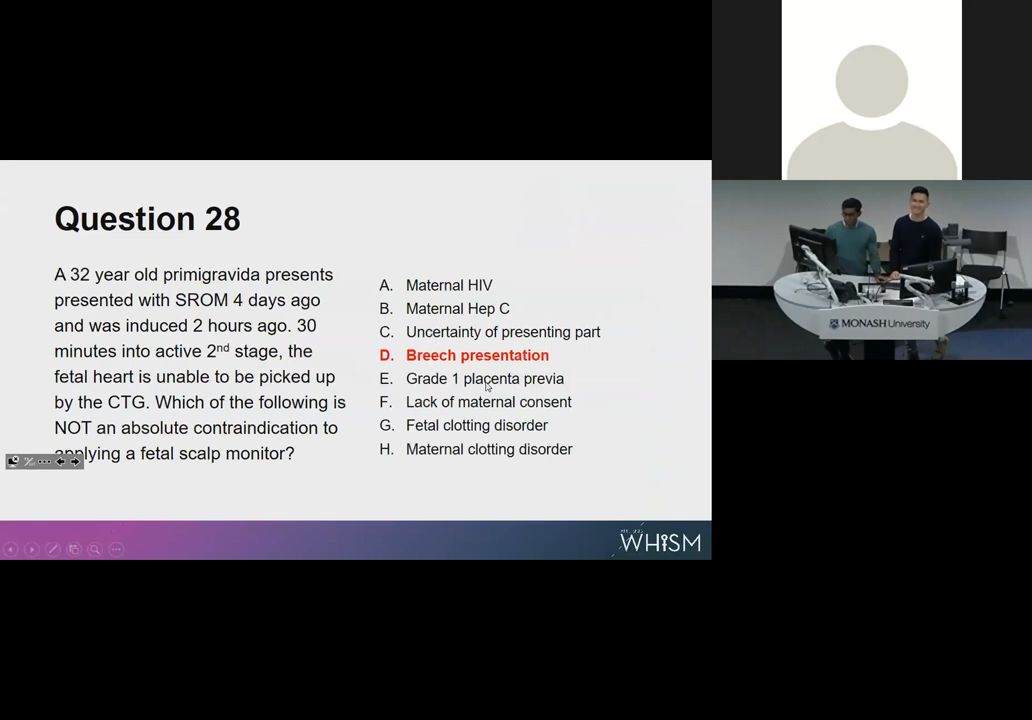 Question 28
A 32 year old primigravida presents
presented with SROM 4 days ago
and was induced 2 hours ago. 30
minutes into active 2nd stage, the
fetal heart is unable to be picked up
by the CTG. Which of the following is
NOT an absolute contraindication to
applying a fetal scalp monitor?
A. Maternal HIV
B. Maternal Hep C
C. Uncertainty of presenting part
D. Breech presentation
E. Grade 1 placenta previa
F. Lack of maternal consent
G. Fetal clotting disorder
H. Maternal clotting disorder
WHiSM
MONASH University